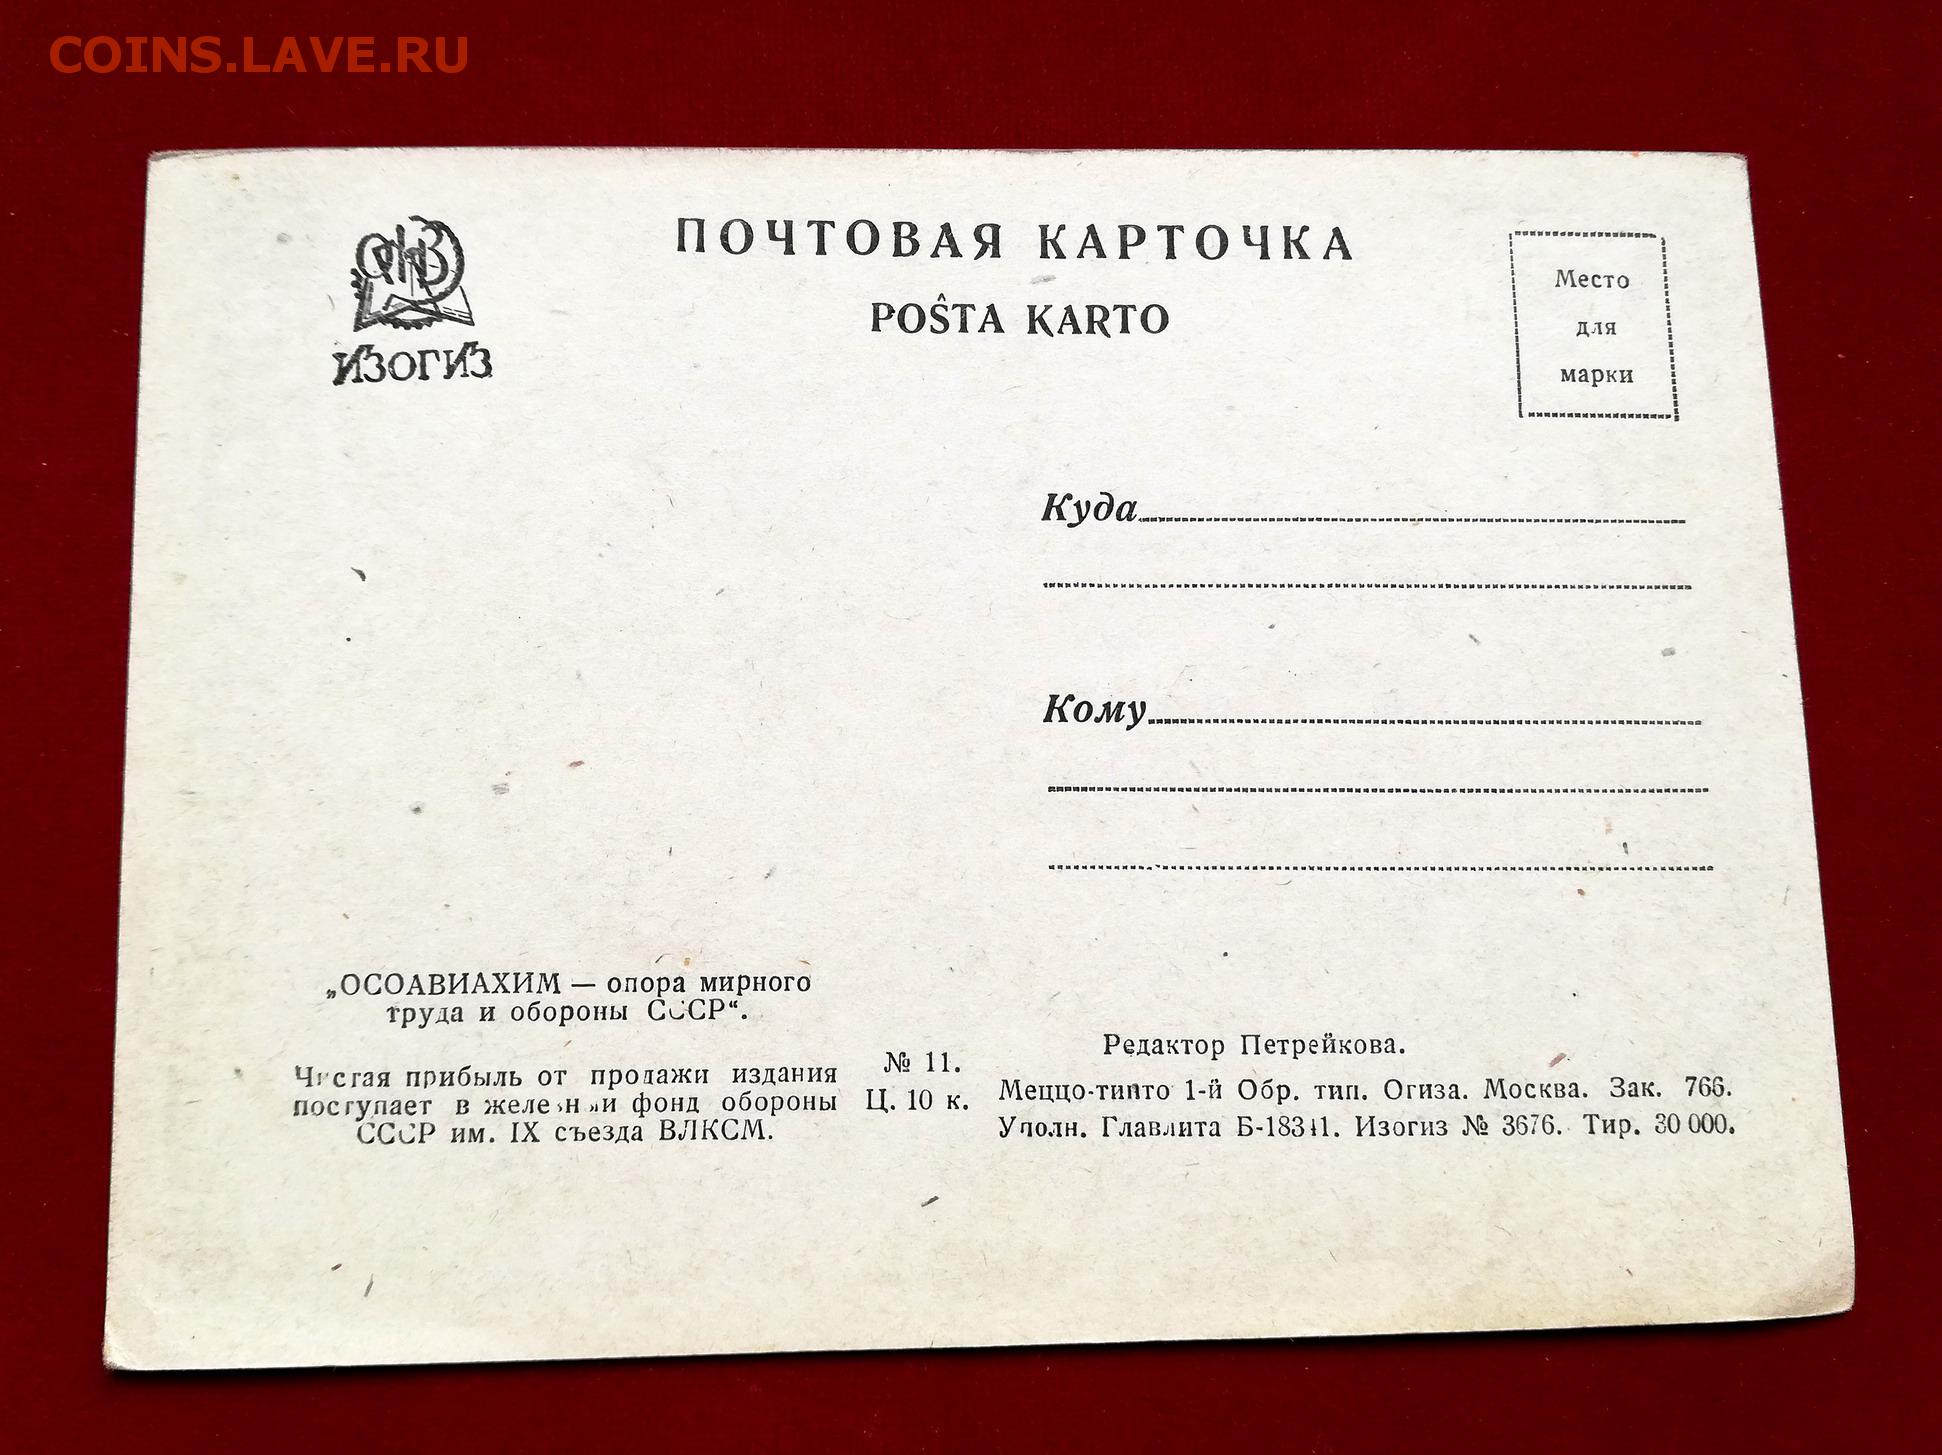 COINS.LAVE.RU
ОГИЗ
ИЗОГИЗ
ПОЧТОВАЯ КАРТОЧКА
POŜTA KARTO
Место
для
марки
Куда
Кому
„ОСОАВИАХИМ — опора мирного
труда и обороны СССР“.
Чистая прибыль от продажи издания
поступает в железный фонд обороны
СССР им. IX съезда ВЛКСМ.
№ 11.
Ц. 10 к.
Редактор Петрейкова.
Меццо-типто 1-й Обр. тип. Огиза. Москва. Зак. 766.
Уполн. Главлита Изогиз № 3676. Тир. 30 000.